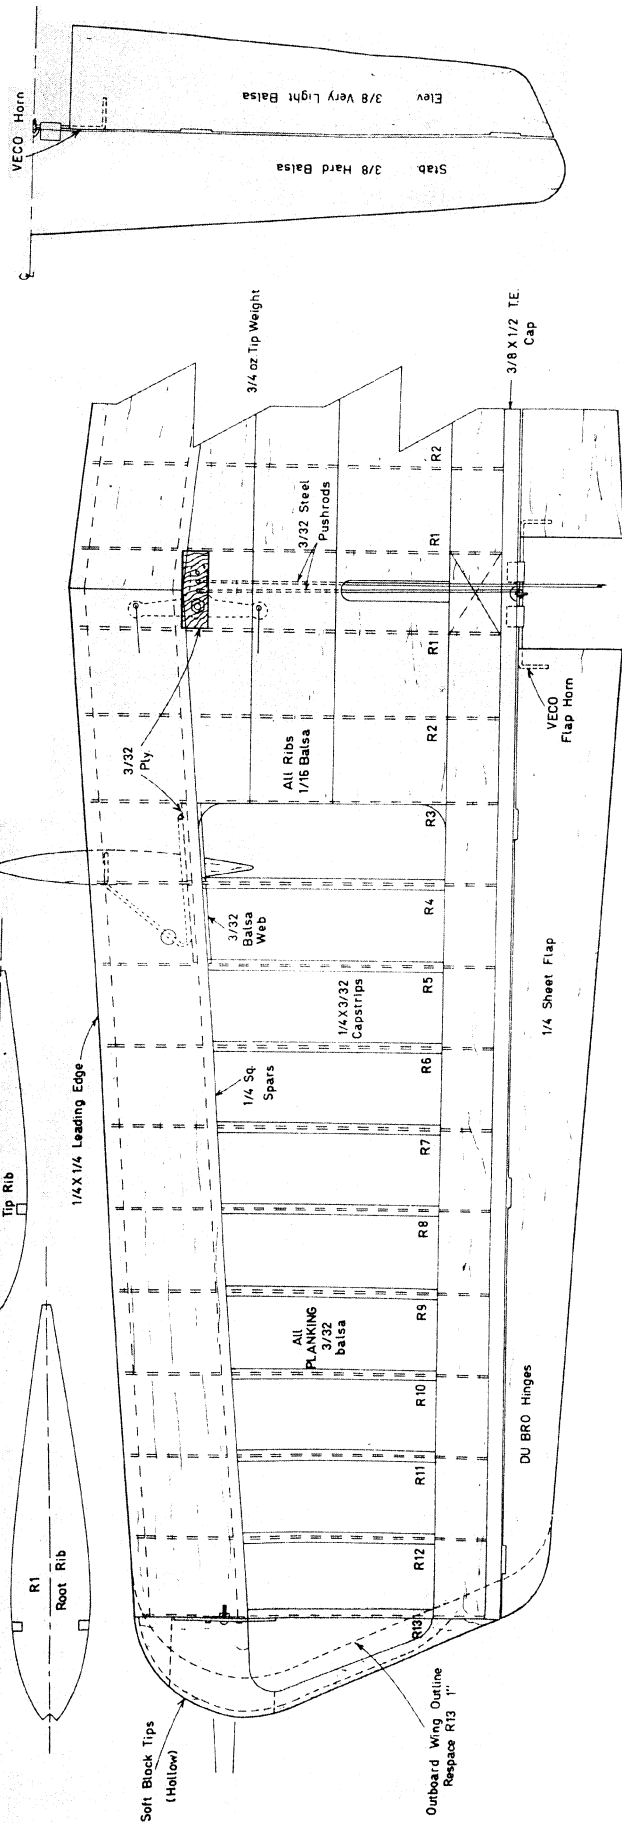 VECO Horn
Elev 3/8 Very Light Balsa
Stab. 3/8 Hard Balsa
3/4 oz. Tip Weight
3/8 X 1/2 T.E.
Cap
3/32 Steel
Pushrods
R2
R1
R1
R2
R3
R4
R5
R6
R7
R8
R9
R10
R11
R12
R13
VECO
Flap Horn
3/32
Ply.
All Ribs
1/16 Balsa
3/32
Balsa
Web
1/4 X 3/32
Capstrips
1/4 Sheet Flap
1/4 X 1/4 Leading Edge
1/4 Sq.
Spars
All
PLANKING
3/32
balsa
DU BRO Hinges
Tip Rib
R1
Root Rib
Soft Block Tips
(Hollow)
Outboard Wing Outline
Respace R13 1"